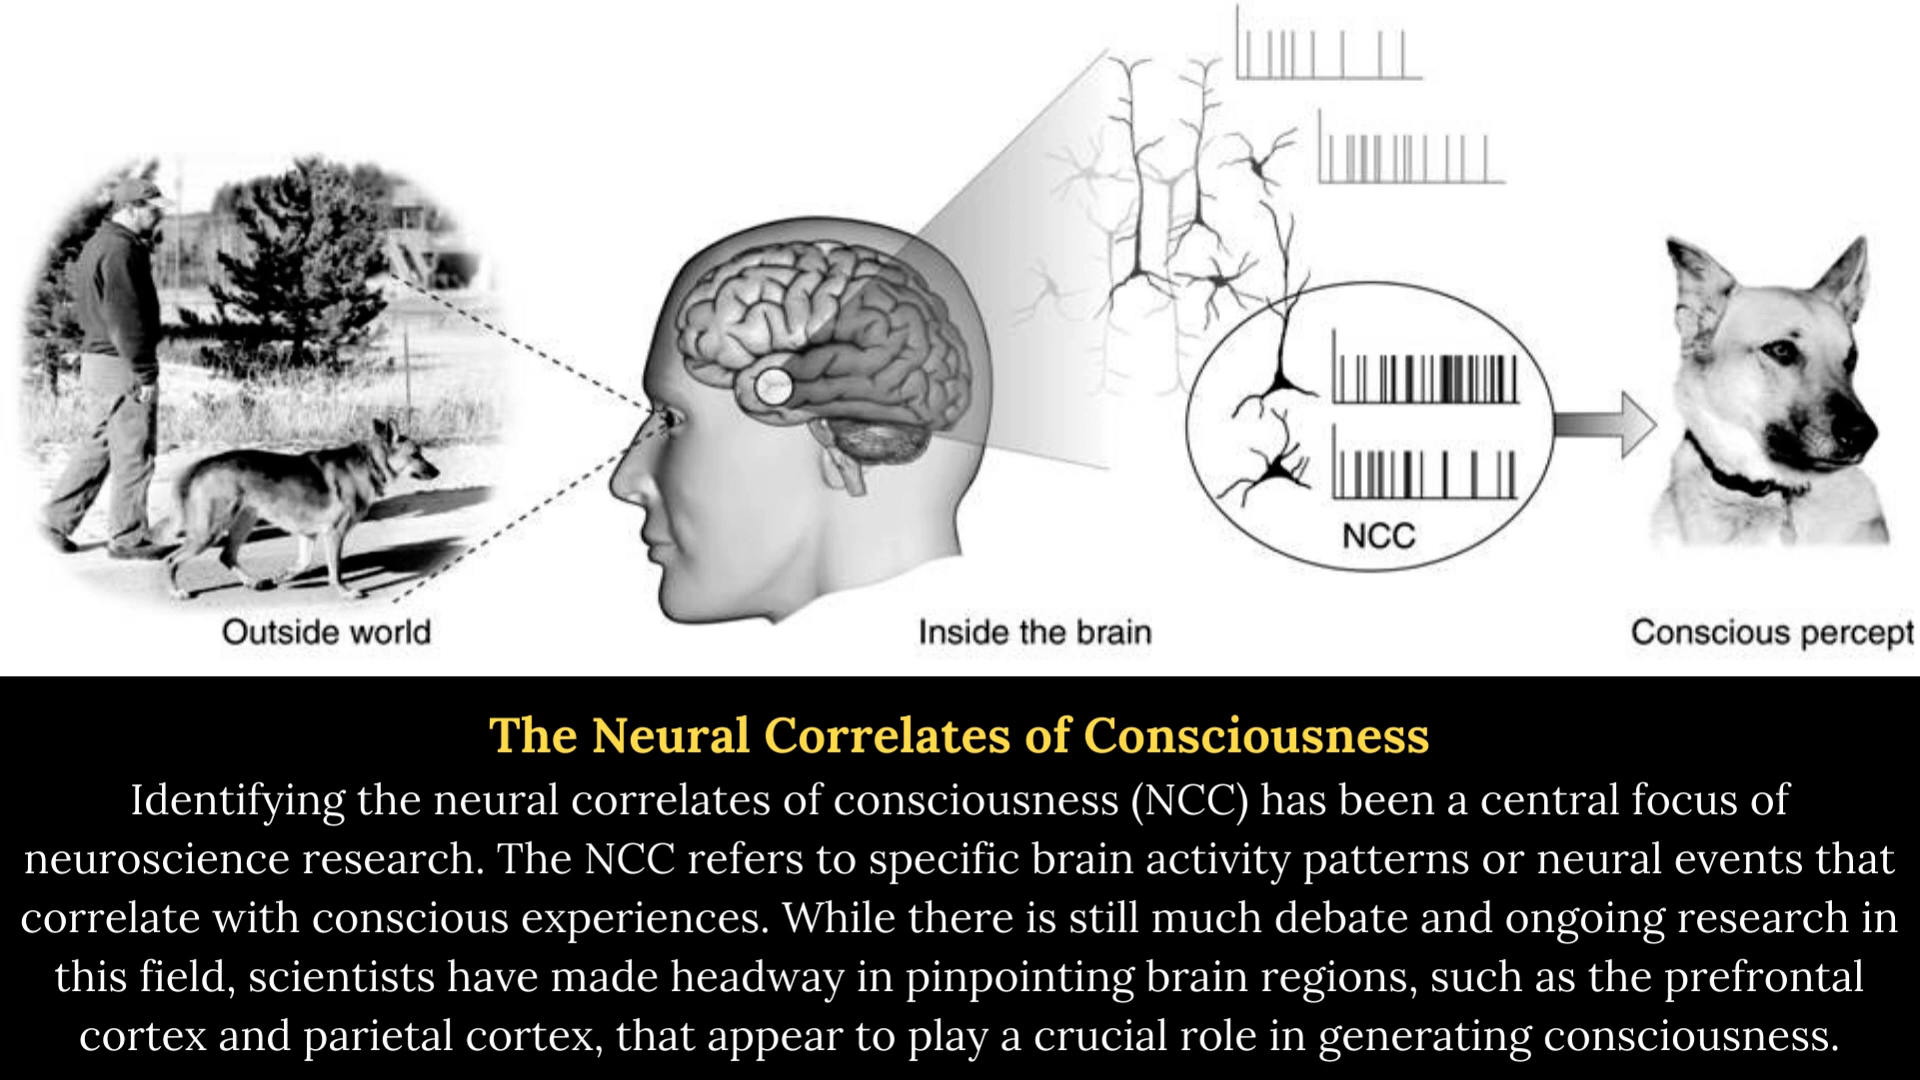 NCC
Outside world
Inside the brain
Conscious percept
The Neural Correlates of Consciousness
Identifying the neural correlates of consciousness (NCC) has been a central focus of
neuroscience research. The NCC refers to specific brain activity patterns or neural events that
correlate with conscious experiences. While there is still much debate and ongoing research in
this field, scientists have made headway in pinpointing brain regions, such as the prefrontal
cortex and parietal cortex, that appear to play a crucial role in generating consciousness.